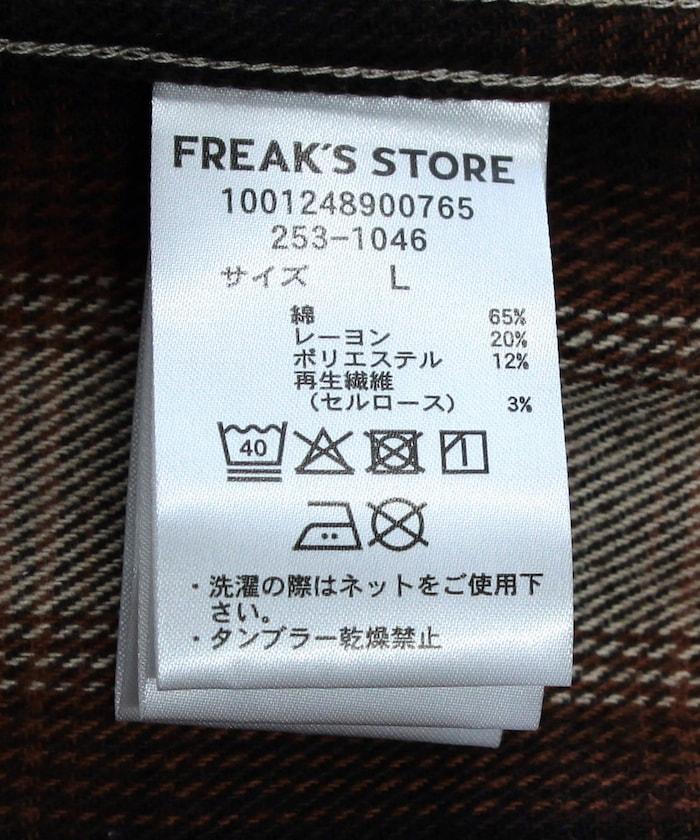 FREAK'S STORE
1001248900765
253-1046
サイズ L
綿 65%
レーヨン 20%
ポリエステル 12%
再生繊維
(セルロース) 3%
40
・洗濯の際はネットをご使用下
さい。
・タンブラー乾燥禁止